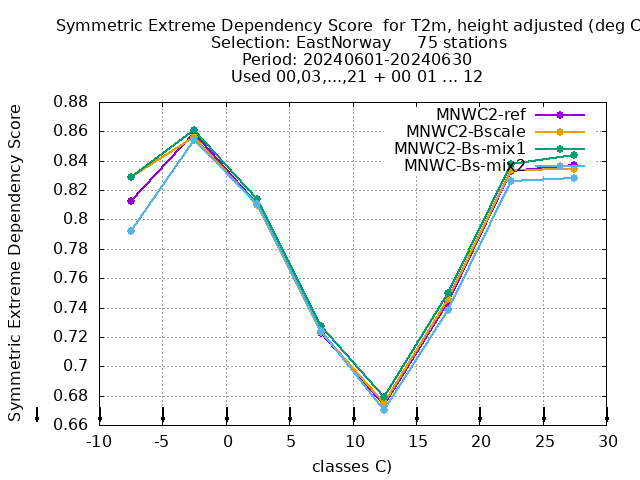 Symmetric Extreme Dependency Score  for T2m, height adjusted (deg C
Selection: EastNorway     75 stations
Period: 20240601-20240630
Used 00,03,...,21 + 00 01 ... 12
Symmetric Extreme Dependency Score
0.88
0.86
0.84
0.82
0.8
0.78
0.76
0.74
0.72
0.7
0.68
0.66
MNWC2-ref
MNWC2-Bscale
MNWC2-Bs-mix1
MNWC-Bs-mix2
-10 -5 0 5 10 15 20 25 30
classes C)